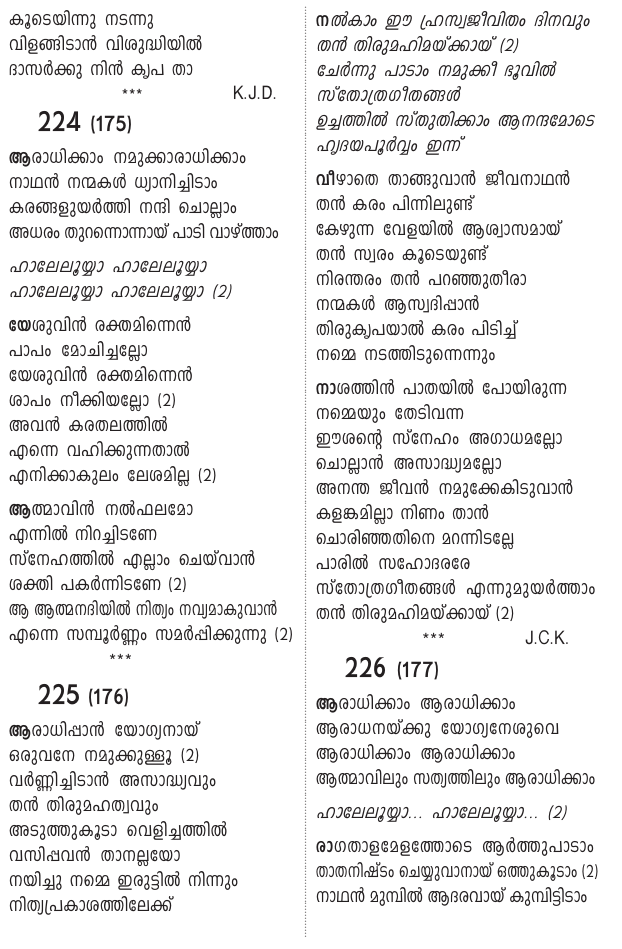 കൂടെയിന്നു നടന്നു
വിളങ്ങിടാൻ വിശുദ്ധിയിൽ
ദാസർക്കു നിൻ കൃപ താ
*** K.J.D.
224 (175)
ആരാധിക്കാം നമുക്കാരാധിക്കാം
നാഥൻ നന്മകൾ ധ്യാനിച്ചിടാം
കരങ്ങളുയർത്തി നന്ദി ചൊല്ലാം
അധരം തുറന്നൊന്നായ് പാടി വാഴ്ത്താം
ഹാലേലൂയ്യാ ഹാലേലൂയ്യാ
ഹാലേലൂയ്യാ ഹാലേലൂയ്യാ (2)
യേശുവിൻ രക്തമിന്നെൻ
പാപം മോചിച്ചല്ലോ
യേശുവിൻ രക്തമിന്നെൻ
ശാപം നീക്കിയല്ലോ (2)
അവൻ കരതലത്തിൽ
എന്നെ വഹിക്കുന്നതാൽ
എനിക്കാകുലം ലേശമില്ല (2)
ആത്മാവിൻ നൽഫലമോ
എന്നിൽ നിറച്ചിടണേ
സ്നേഹത്തിൽ എല്ലാം ചെയ്‌വാൻ
ശക്തി പകർന്നിടണേ (2)
ആ ആത്മനദിയിൽ നിത്യം നവ്യമാകുവാൻ
എന്നെ സമ്പൂർണ്ണം സമർപ്പിക്കുന്നു (2)
***
225 (176)
ആരാധിപ്പാൻ യോഗ്യനായ്
ഒരുവനേ നമുക്കുള്ളൂ (2)
വർണ്ണിച്ചിടാൻ അസാദ്ധ്യവും
തൻ തിരുമഹത്വവും
അടുത്തുകൂടാ വെളിച്ചത്തിൽ
വസിപ്പവൻ താനല്ലയോ
നയിച്ചു നമ്മെ ഇരുട്ടിൽ നിന്നും
നിത്യപ്രകാശത്തിലേക്ക്
നൽകാം ഈ ഹ്രസ്വജീവിതം ദിനവും
തൻ തിരുമഹിമയ്ക്കായ് (2)
ചേർന്നു പാടാം നമുക്കീ ഭൂവിൽ
സ്തോത്രഗീതങ്ങൾ
ഉച്ചത്തിൽ സ്തുതിക്കാം ആനന്ദമോടെ
ഹൃദയപൂർവ്വം ഇന്ന്
വീഴാതെ താങ്ങുവാൻ ജീവനാഥൻ
തൻ കരം പിന്നിലുണ്ട്
കേഴുന്ന വേളയിൽ ആശ്വാസമായ്
തൻ സ്വരം കൂടെയുണ്ട്
നിരന്തരം തൻ പറഞ്ഞുതീരാ
നന്മകൾ ആസ്വദിപ്പാൻ
തിരുകൃപയാൽ കരം പിടിച്ച്
നമ്മെ നടത്തിടുന്നെന്നും
നാശത്തിൻ പാതയിൽ പോയിരുന്ന
നമ്മെയും തേടിവന്ന
ഈശന്റെ സ്നേഹം അഗാധമല്ലോ
ചൊല്ലാൻ അസാദ്ധ്യമല്ലോ
അനന്ത ജീവൻ നമുക്കേകിടുവാൻ
കളങ്കമില്ലാ നിണം താൻ
ചൊരിഞ്ഞതിനെ മറന്നിടല്ലേ
പാരിൽ സഹോദരരേ
സ്തോത്രഗീതങ്ങൾ എന്നുമുയർത്താം
തൻ തിരുമഹിമയ്ക്കായ് (2)
*** J.C.K.
226 (177)
ആരാധിക്കാം ആരാധിക്കാം
ആരാധനയ്ക്കു യോഗ്യനേശുവെ
ആരാധിക്കാം ആരാധിക്കാം
ആത്മാവിലും സത്യത്തിലും ആരാധിക്കാം
ഹാലേലൂയ്യാ... ഹാലേലൂയ്യാ... (2)
രാഗതാളമേളത്തോടെ ആർത്തുപാടാം
താതനിഷ്ടം ചെയ്യുവാനായ് ഒത്തുകൂടാം (2)
നാഥൻ മുമ്പിൽ ആദരവായ് കുമ്പിട്ടിടാം